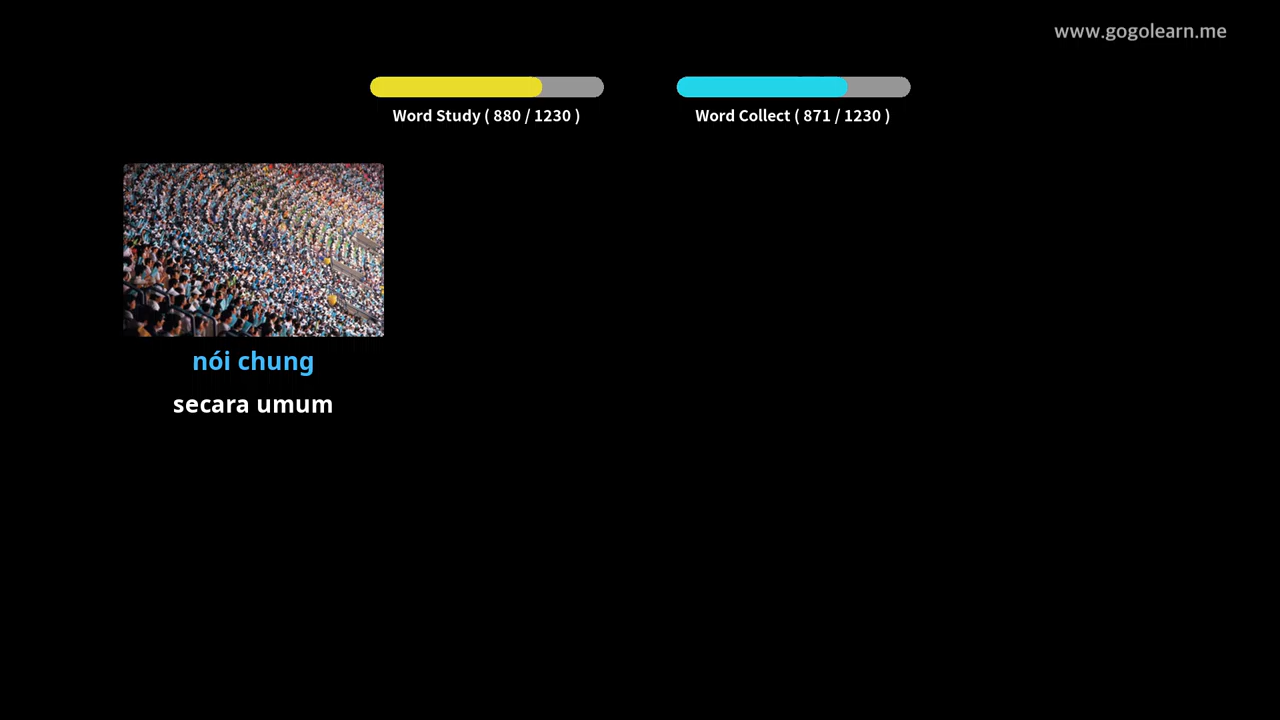 www.gogolearn.me
Word Study ( 880 / 1230 )
Word Collect ( 871 / 1230 )
nói chung
secara umum